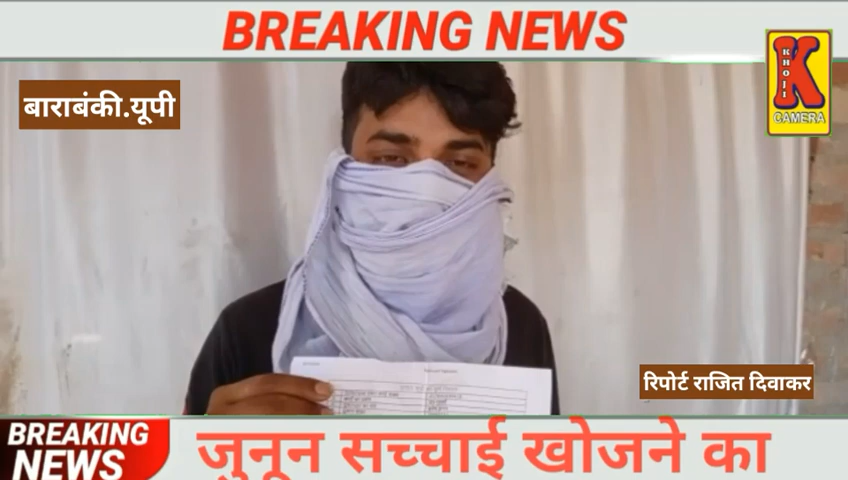 BREAKING NEWS
KHOJI
CAMERA
बाराबंकी.यूपी
रिपोर्ट राजित दिवाकर
BREAKING
NEWS
जुनून सच्चाई खोजने का